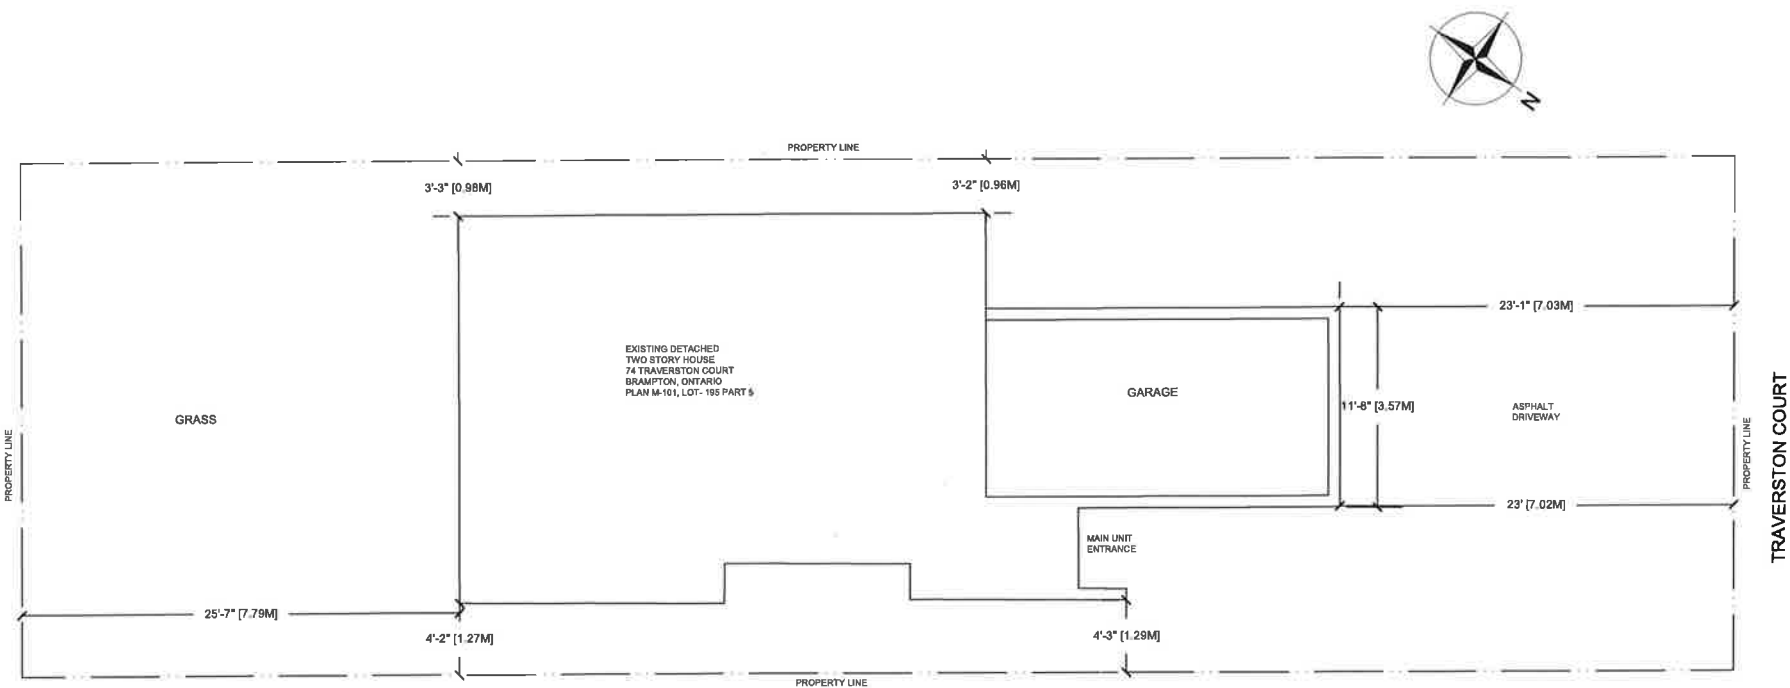 N
PROPERTY LINE
3'-3" [0.98M]
3'-2" [0.96M]
23'-1" [7.03M]
EXISTING DETACHED
TWO STORY HOUSE
74 TRAVERSTON COURT
BRAMPTON, ONTARIO
PLAN M-101, LOT- 195 PART 5
GARAGE
11'-8" [3.57M]
ASPHALT
DRIVEWAY
GRASS
PROPERTY LINE
PROPERTY LINE
TRAVERSTON COURT
23' [7.02M]
MAIN UNIT
ENTRANCE
25'-7" [7.79M]
4'-2" [1.27M]
4'-3" [1.29M]
PROPERTY LINE